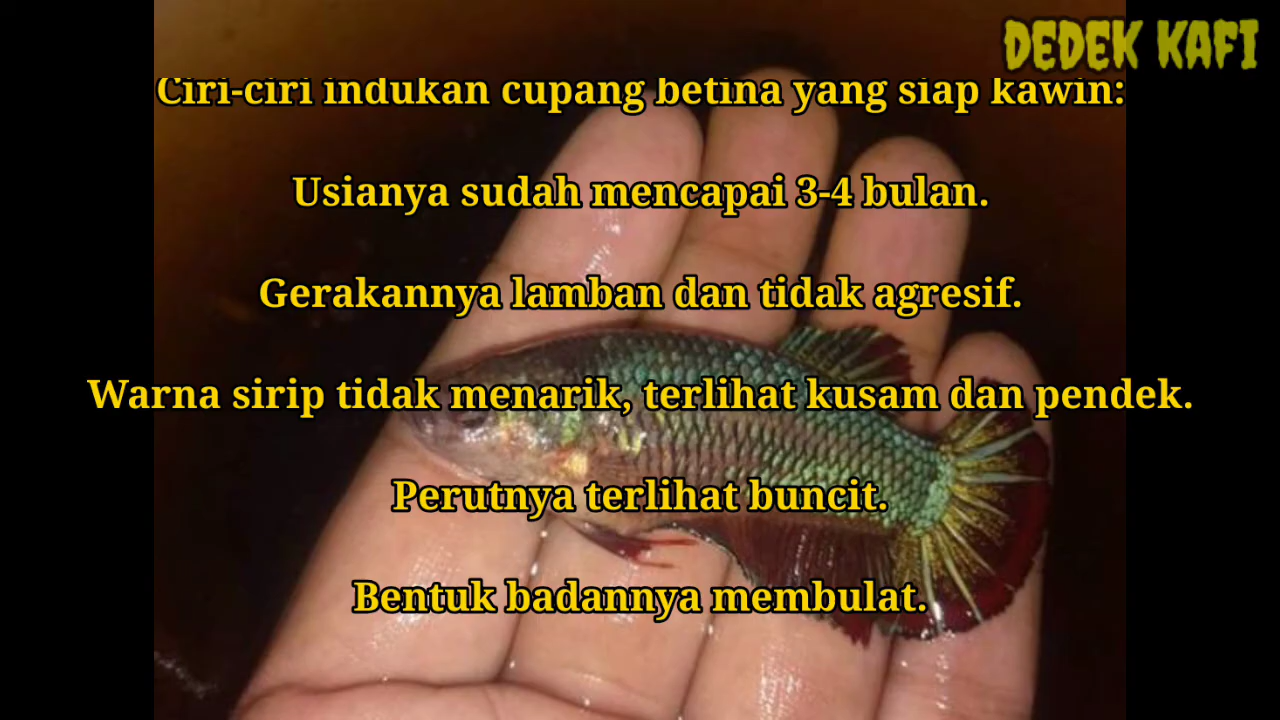 DEDEK KAFI
Ciri-ciri indukan cupang betina yang siap kawin:
Usianya sudah mencapai 3-4 bulan.
Gerakannya lamban dan tidak agresif.
Warna sirip tidak menarik, terlihat kusam dan pendek.
Perutnya terlihat buncit.
Bentuk badannya membulat.